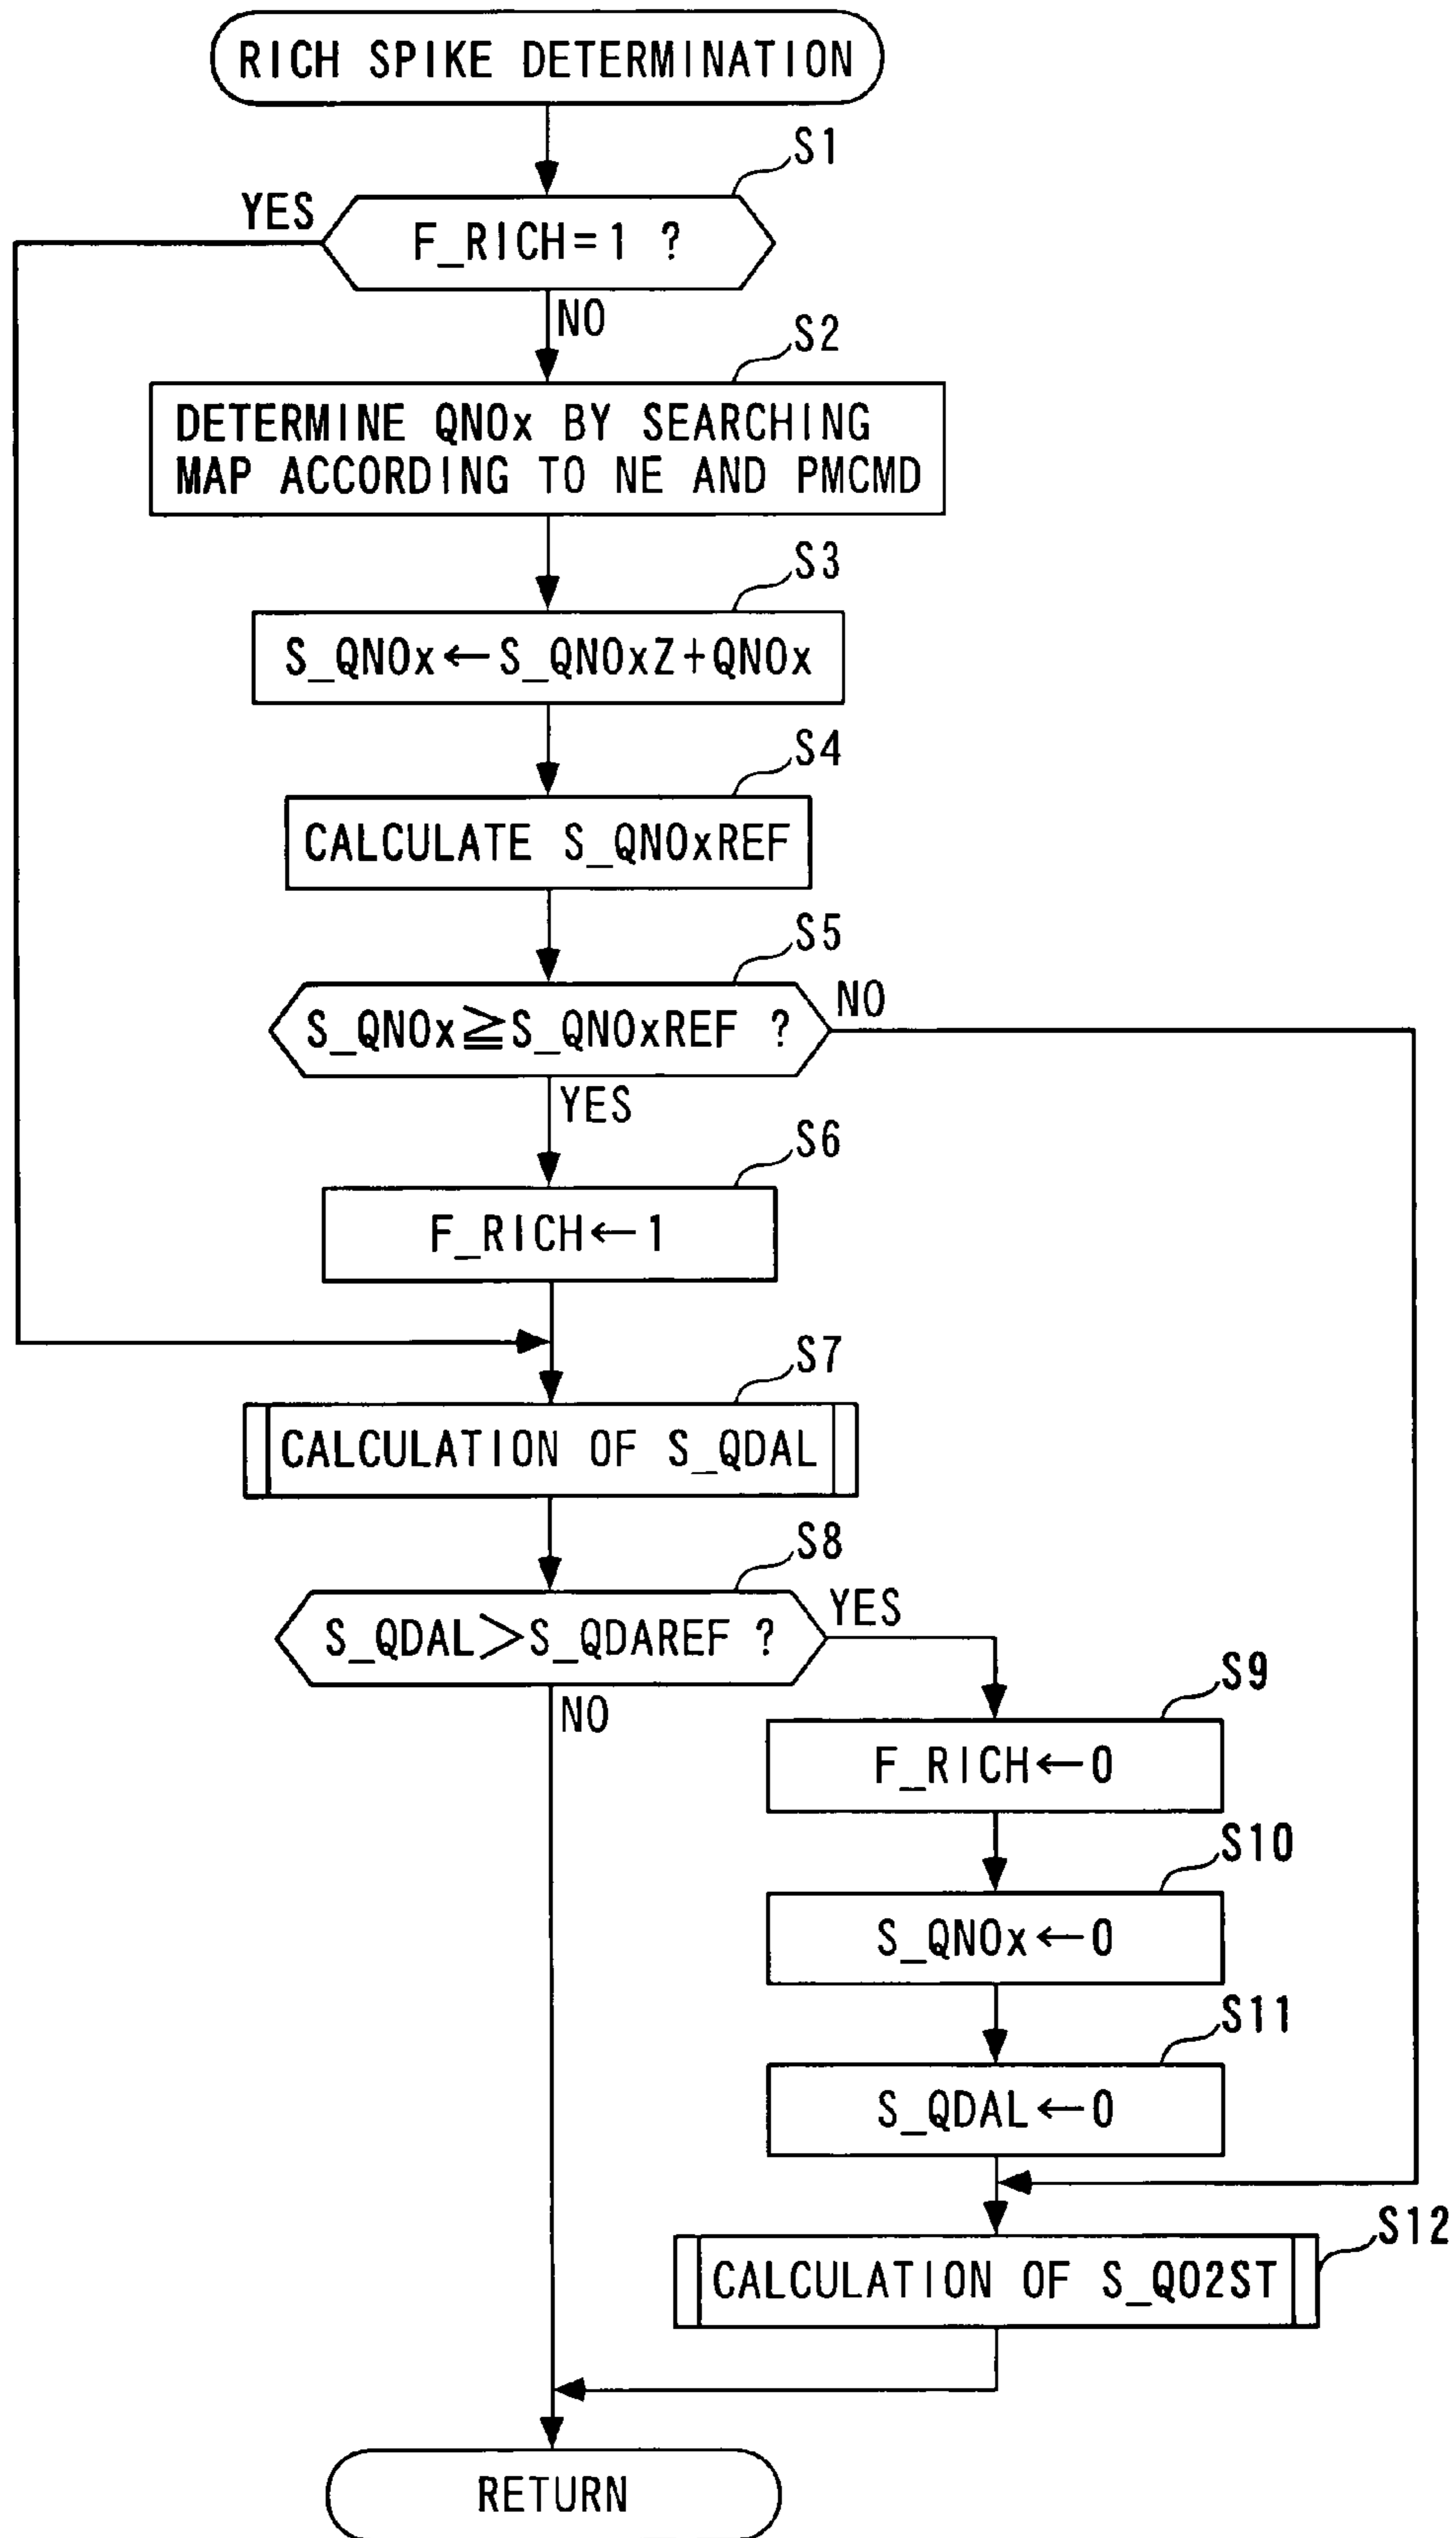 RICH SPIKE DETERMINATION
S1
YES
F_RICH=1 ?
NO
S2
DETERMINE QNOx BY SEARCHING
MAP ACCORDING TO NE AND PMCMD
S3
S_QNOx←S_QNOxZ+QNOx
S4
CALCULATE S_QNOxREF
S5
S_QNOx≧S_QNOxREF ?
NO
YES
S6
F_RICH←1
S7
CALCULATION OF S_QDAL
S8
S_QDAL>S_QDAREF ?
YES
NO
S9
F_RICH←0
S10
S_QNOx←0
S11
S_QDAL←0
S12
CALCULATION OF S_QO2ST
RETURN